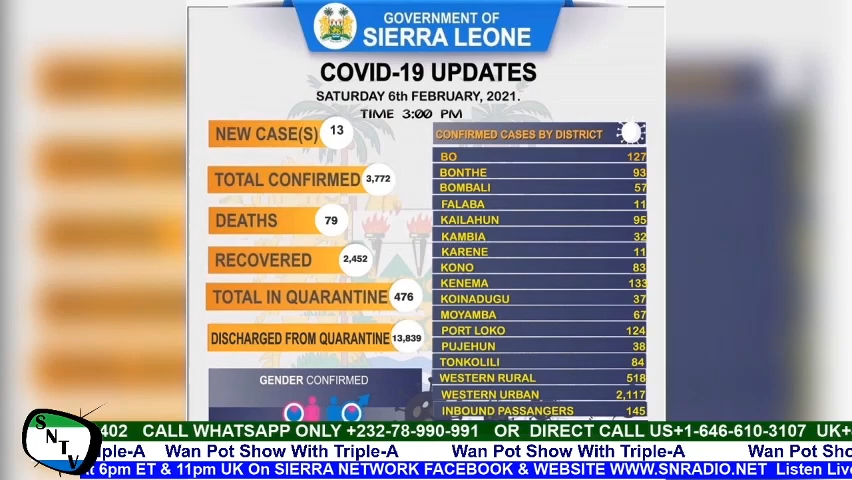 GOVERNMENT OF
SIERRA LEONE
COVID-19 UPDATES
SATURDAY 6th FEBRUARY, 2021.
TIME 3:00 PM
NEW CASE(S) 13
TOTAL CONFIRMED 3,772
DEATHS 79
RECOVERED 2,452
TOTAL IN QUARANTINE 476
DISCHARGED FROM QUARANTINE 13,839
GENDER CONFIRMED
CONFIRMED CASES BY DISTRICT
BO 127
BONTHE 93
BOMBALI 57
FALABA 11
KAILAHUN 95
KAMBIA 32
KARENE 11
KONO 83
KENEMA 133
KOINADUGU 37
MOYAMBA 67
PORT LOKO 124
PUJEHUN 38
TONKOLILI 84
WESTERN RURAL 518
WESTERN URBAN 2,117
INBOUND PASSENGERS 145
SNTV
402 CALL WHATSAPP ONLY +232-78-990-991 OR DIRECT CALL US+1-646-610-3107 UK+
iple-A Wan Pot Show With Triple-A Wan Pot Show With Triple-A Wan Pot Sho
At 6pm ET & 11pm UK On SIERRA NETWORK FACEBOOK & WEBSITE WWW.SNRADIO.NET Listen Live